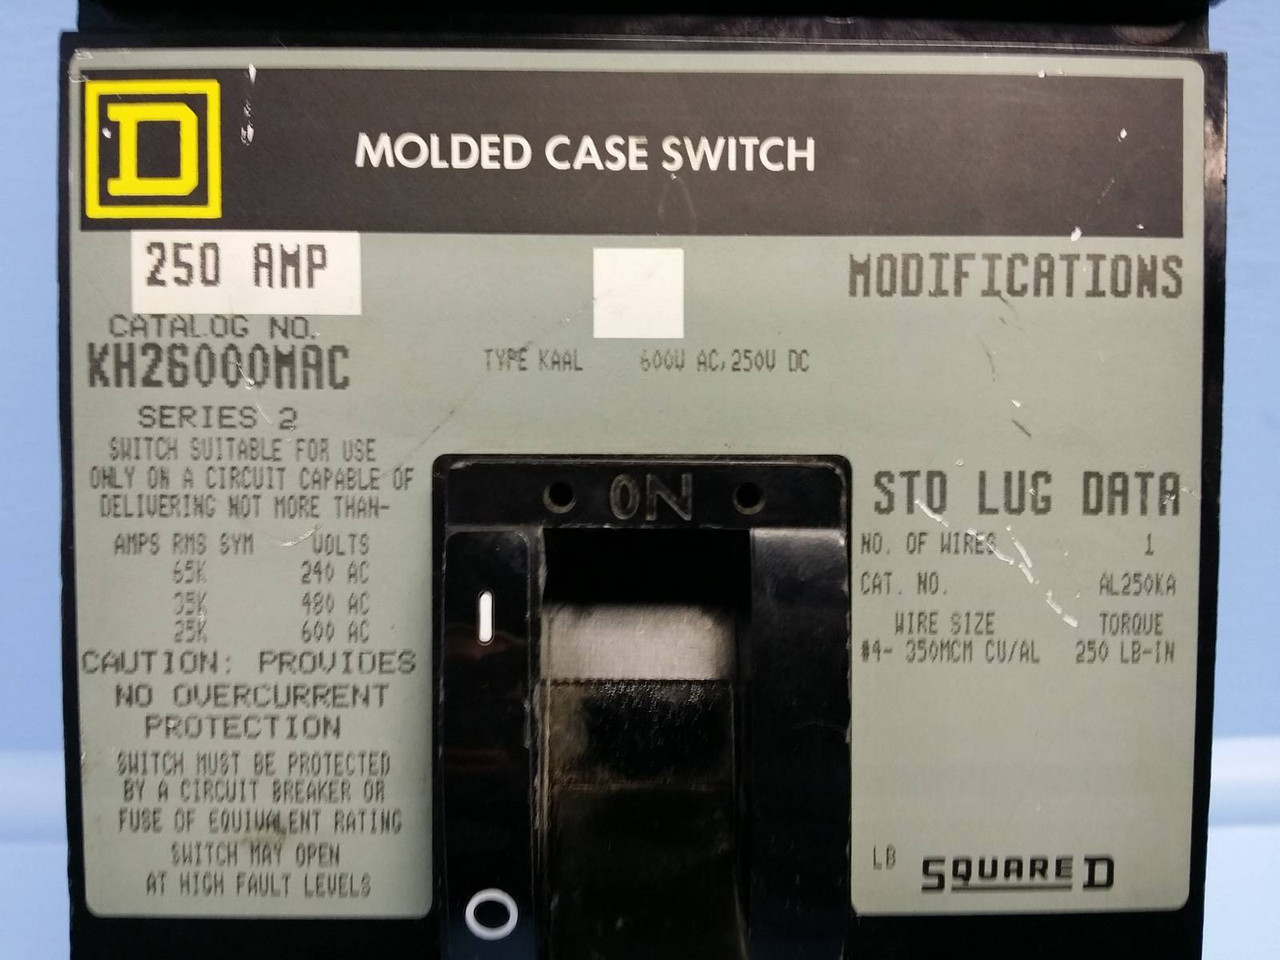 D
MOLDED CASE SWITCH
250 AMP
CATALOG NO.
KH26000MAC
SERIES 2
SWITCH SUITABLE FOR USE
ONLY ON A CIRCUIT CAPABLE OF
DELIVERING NOT MORE THAN-
AMPS RMS SYM VOLTS
65K 240 AC
35K 480 AC
25K 600 AC
CAUTION: PROVIDES
NO OVERCURRENT
PROTECTION
SWITCH MUST BE PROTECTED
BY A CIRCUIT BREAKER OR
FUSE OF EQUIVALENT RATING
SWITCH MAY OPEN
AT HIGH FAULT LEVELS
TYPE KAAL 600V AC,250V DC
ON
I
O
MODIFICATIONS
STD LUG DATA
NO. OF WIRES 1
CAT. NO. AL250KA
WIRE SIZE TORQUE
#4- 350MCM CU/AL 250 LB-IN
LB SQUARE D